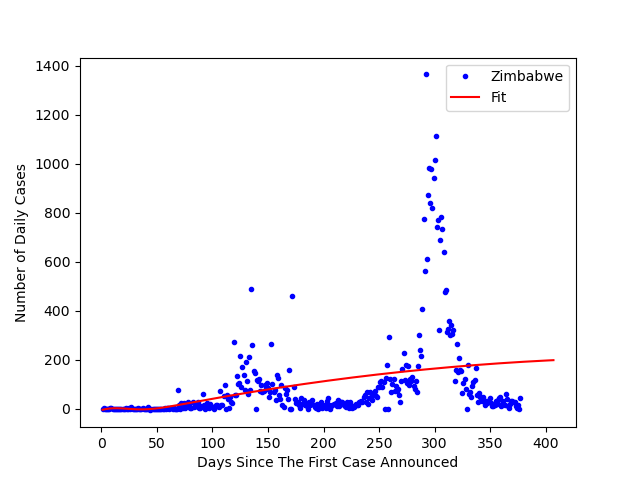 1400
1200
1000
800
600
400
200
0
Number of Daily Cases
Zimbabwe
Fit
0 50 100 150 200 250 300 350 400
Days Since The First Case Announced